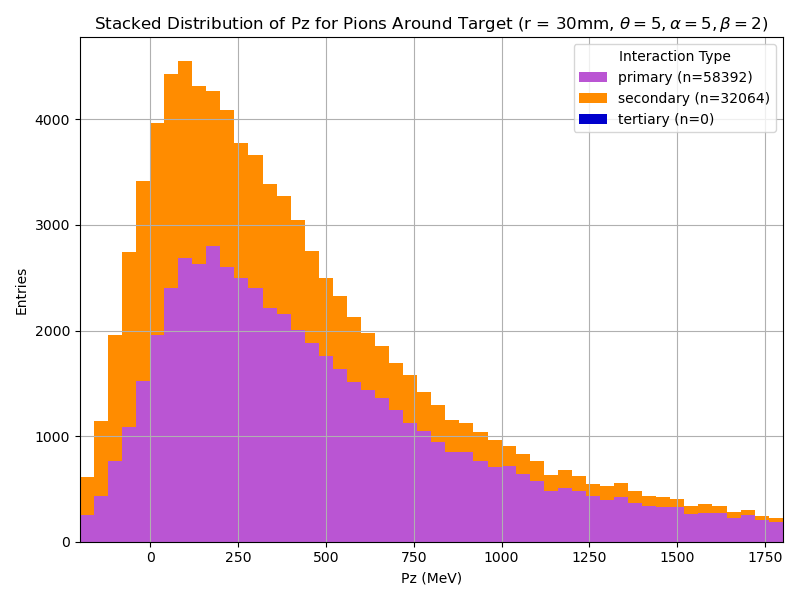 Stacked Distribution of Pz for Pions Around Target (r = 30mm, θ = 5, α = 5, β = 2)
Interaction Type
primary (n=58392)
secondary (n=32064)
tertiary (n=0)
4000
3000
2000
1000
0
Entries
0 250 500 750 1000 1250 1500 1750
Pz (MeV)